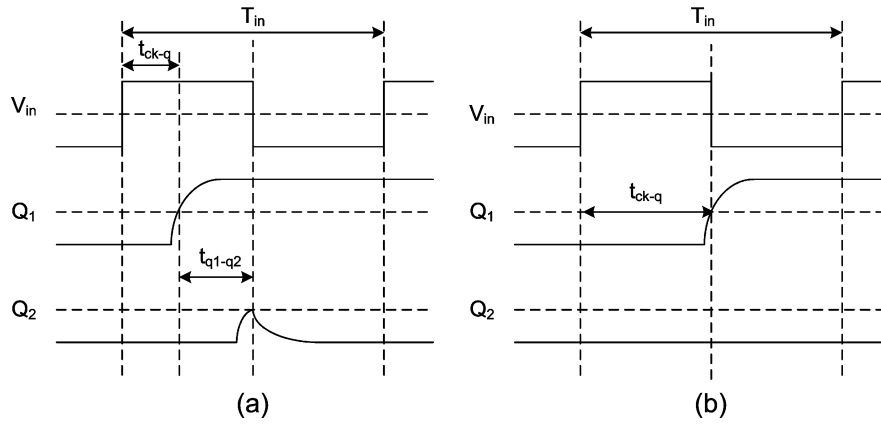 T_in
t_ck-q
V_in
Q_1
t_q1-q2
Q_2
(a)
T_in
V_in
t_ck-q
Q_1
Q_2
(b)